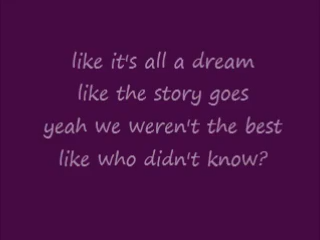 like it's all a dream
like the story goes
yeah we weren't the best
like who didn't know?